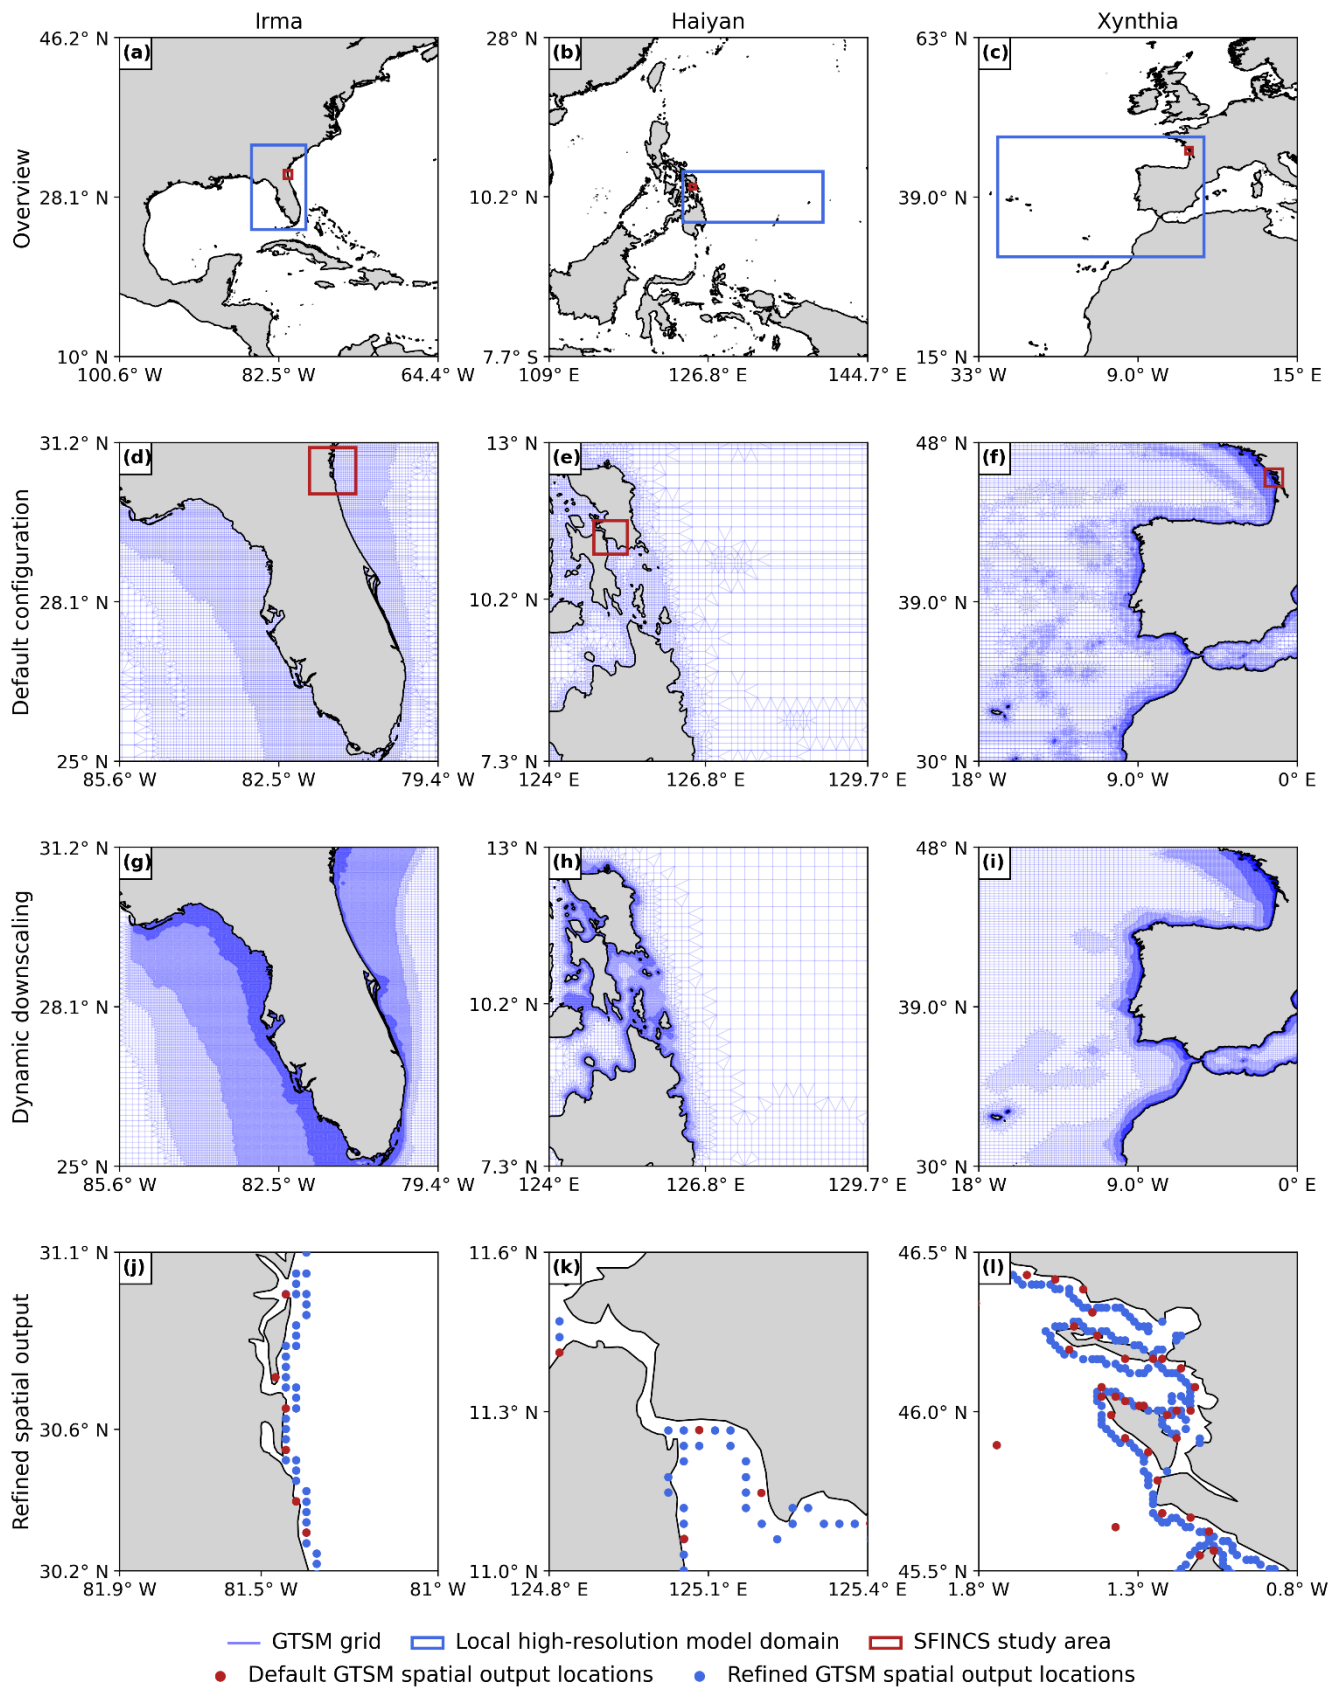 Irma Haiyan Xynthia
Overview
(a)
46.2° N
28.1° N
10° N
100.6° W 82.5° W 64.4° W
(b)
28° N
10.2° N
7.7° S
109° E 126.8° E 144.7° E
(c)
63° N
39.0° N
15° N
33° W 9.0° W 15° E
Default configuration
(d)
31.2° N
28.1° N
25° N
85.6° W 82.5° W 79.4° W
(e)
13° N
10.2° N
7.3° N
124° E 126.8° E 129.7° E
(f)
48° N
39.0° N
30° N
18° W 9.0° W 0° E
Dynamic downscaling
(g)
31.2° N
28.1° N
25° N
85.6° W 82.5° W 79.4° W
(h)
13° N
10.2° N
7.3° N
124° E 126.8° E 129.7° E
(i)
48° N
39.0° N
30° N
18° W 9.0° W 0° E
Refined spatial output
(j)
31.1° N
30.6° N
30.2° N
81.9° W 81.5° W 81° W
(k)
11.6° N
11.3° N
11.0° N
124.8° E 125.1° E 125.4° E
(l)
46.5° N
46.0° N
45.5° N
1.8° W 1.3° W 0.8° W
GTSM grid Local high-resolution model domain SFINCS study area
Default GTSM spatial output locations Refined GTSM spatial output locations